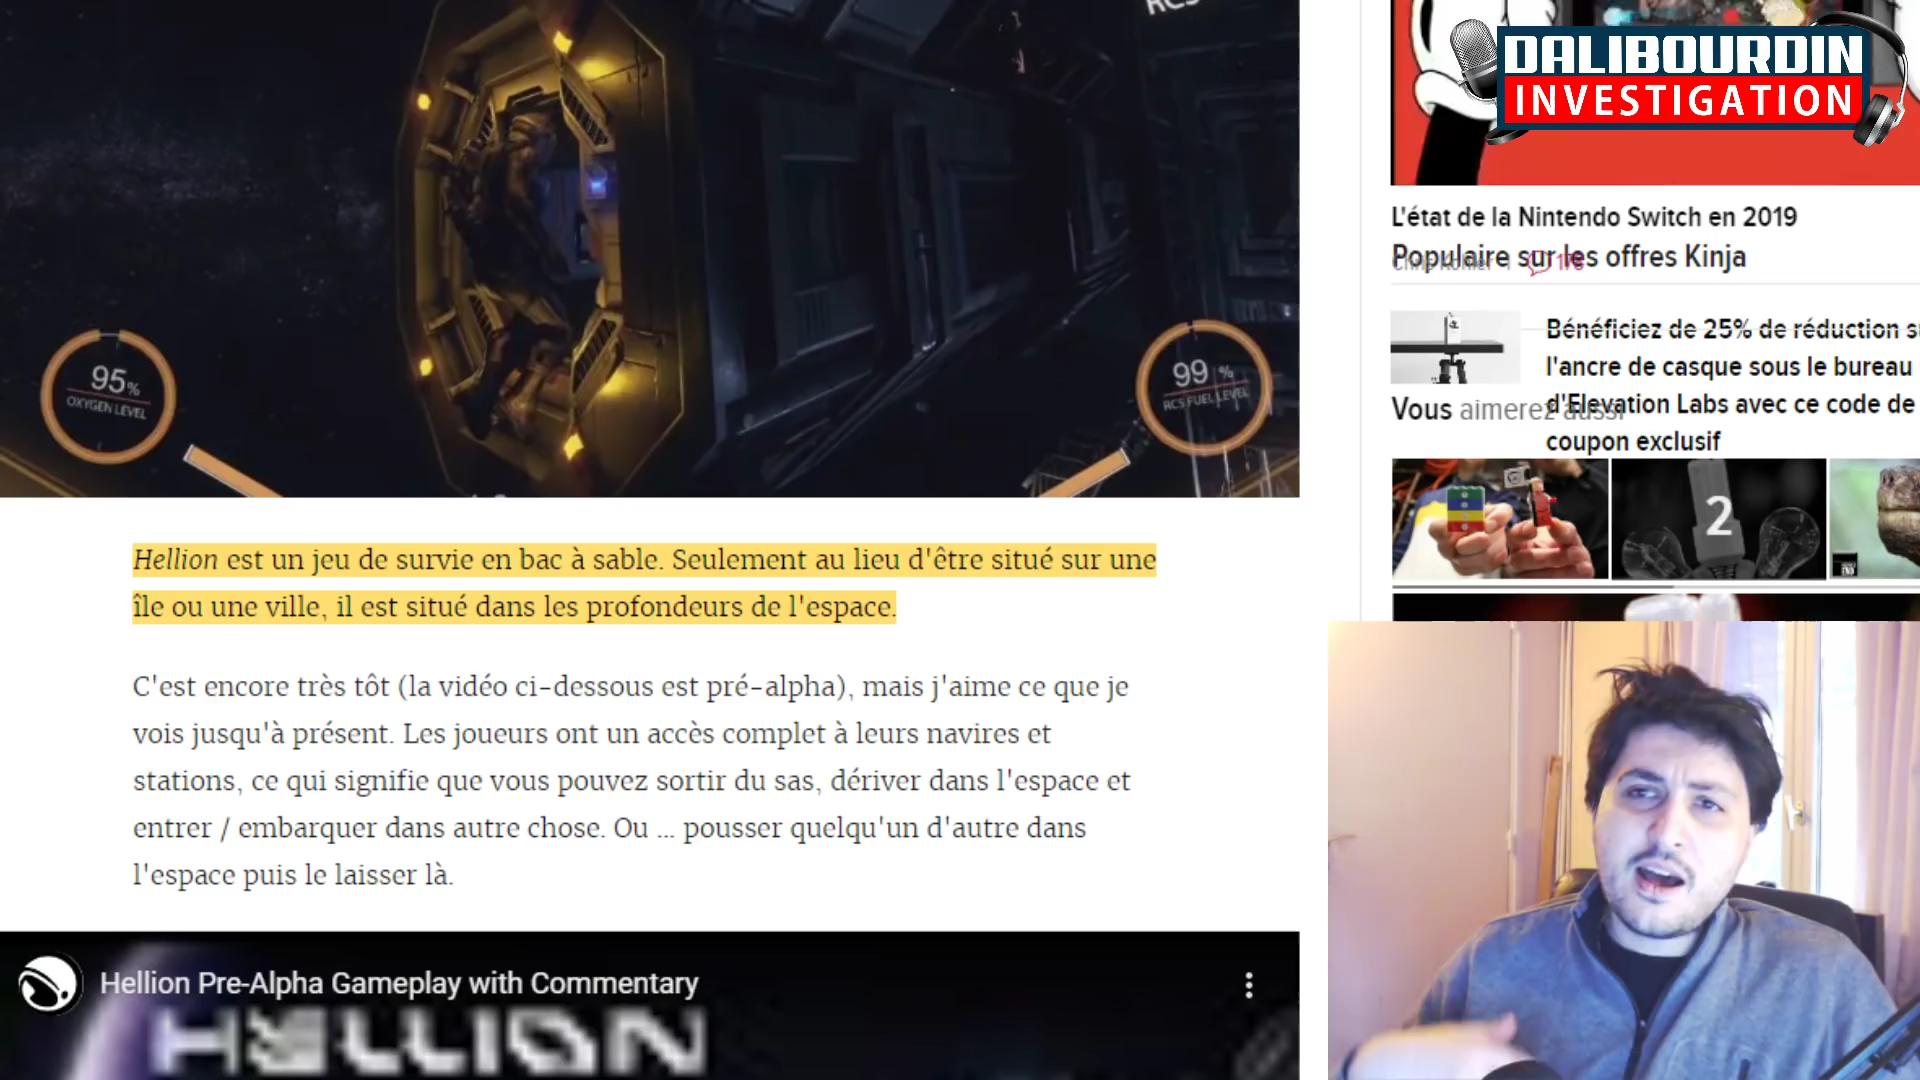 RCS
DALIBOURDIN
INVESTIGATION
95%
OXYGEN LEVEL
99 %
RCS FUEL LEVEL
L'état de la Nintendo Switch en 2019
Populaire sur les offres Kinja
Bénéficiez de 25% de réduction
l'ancre de casque sous le bureau
d'Elevation Labs avec ce code de
coupon exclusif
Vous aimerez aussi
2
Hellion est un jeu de survie en bac à sable. Seulement au lieu d'être situé sur une
île ou une ville, il est situé dans les profondeurs de l'espace.
C'est encore très tôt (la vidéo ci-dessous est pré-alpha), mais j'aime ce que je
vois jusqu'à présent. Les joueurs ont un accès complet à leurs navires et
stations, ce qui signifie que vous pouvez sortir du sas, dériver dans l'espace et
entrer / embarquer dans autre chose. Ou ... pousser quelqu'un d'autre dans
l'espace puis le laisser là.
Hellion Pre-Alpha Gameplay with Commentary
HELLION